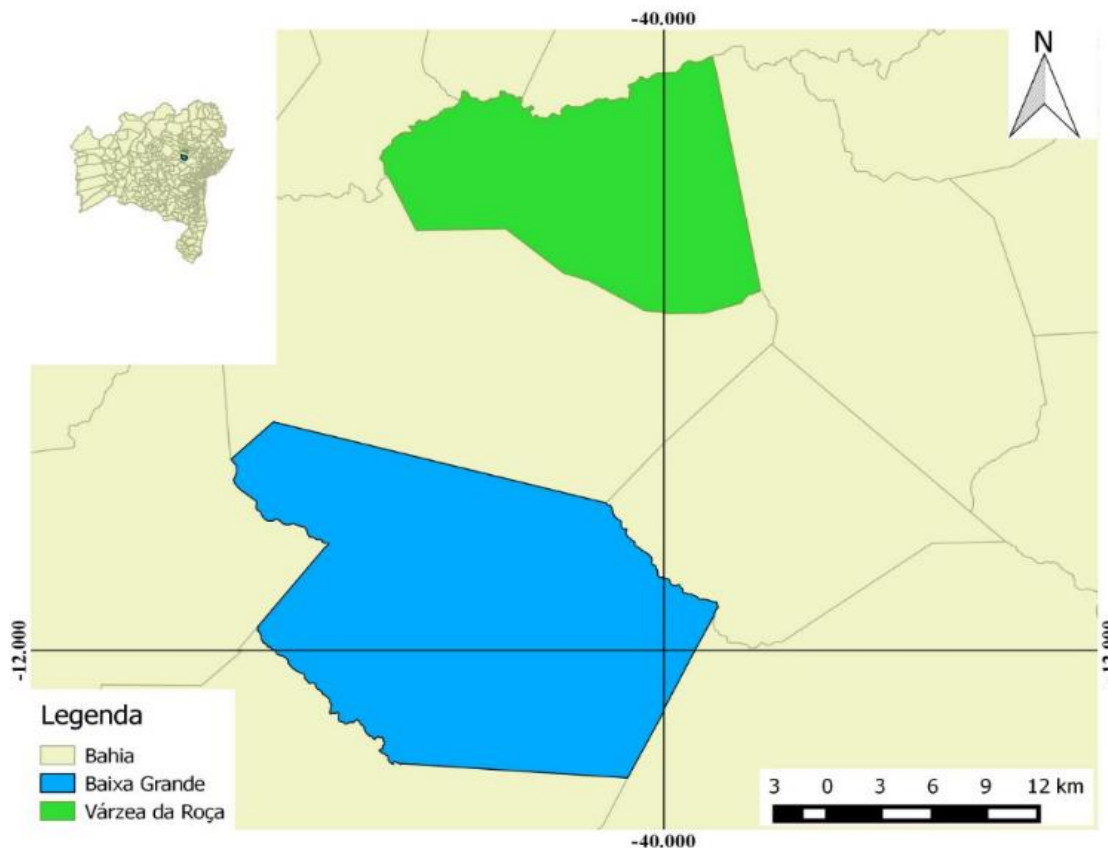 -40.000
N
-12.000
-12.000
Legenda
Bahia
Baixa Grande
Várzea da Roça
3 0 3 6 9 12 km
-40.000